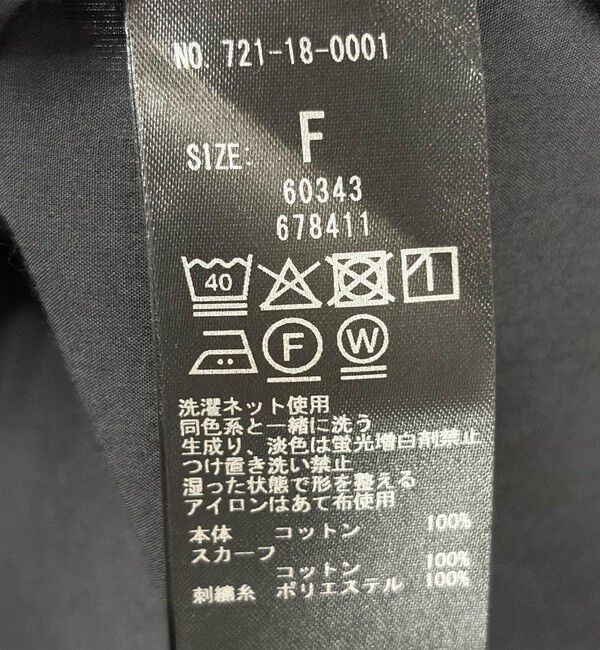 NO. 721-18-0001
SIZE: F
60343
678411
40
F W
洗濯ネット使用
同色系と一緒に洗う
生成り、淡色は蛍光増白剤禁止
つけ置き洗い禁止
湿った状態で形を整える
アイロンはあて布使用
本体 コットン 100%
スカーフ
コットン 100%
刺繍糸 ポリエステル 100%